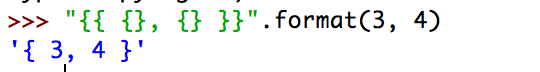 >>> "{{ {}, {} }}".format(3, 4)
'{ 3, 4 }'